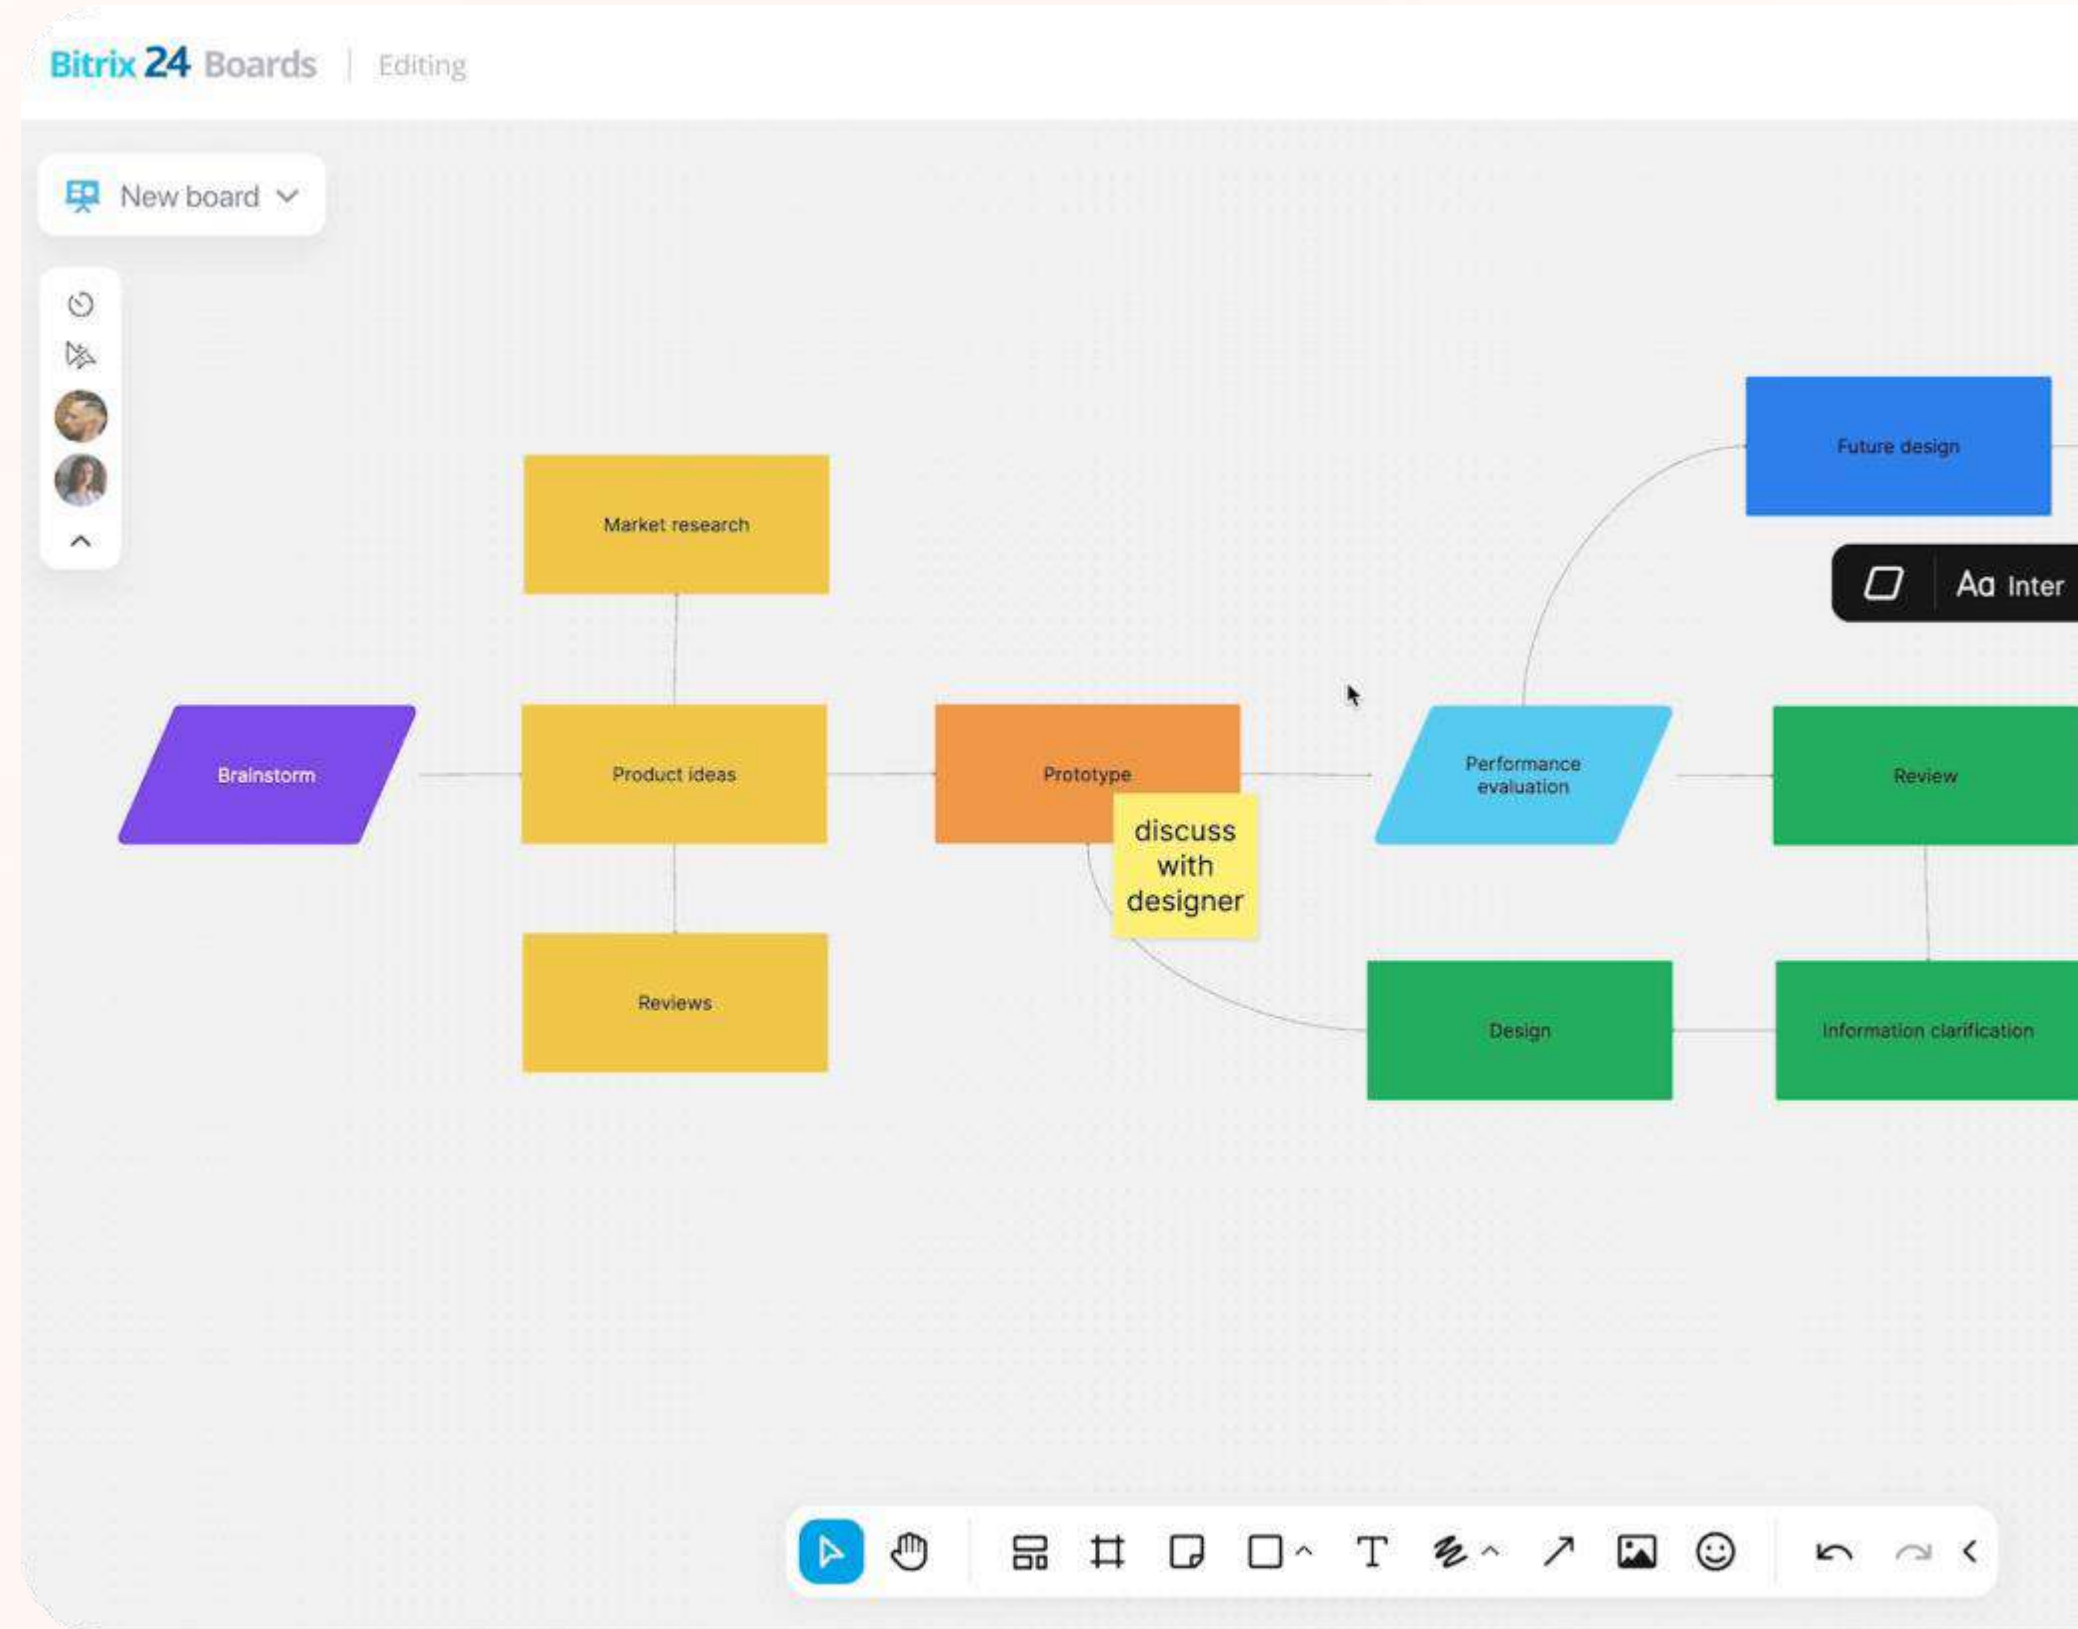 Bitrix 24 Boards | Editing
New board
Future design
Market research
Aa Inter
Brainstorm
Product ideas
Prototype
Performance
evaluation
Review
discuss
with
designer
Reviews
Design
Information clarification